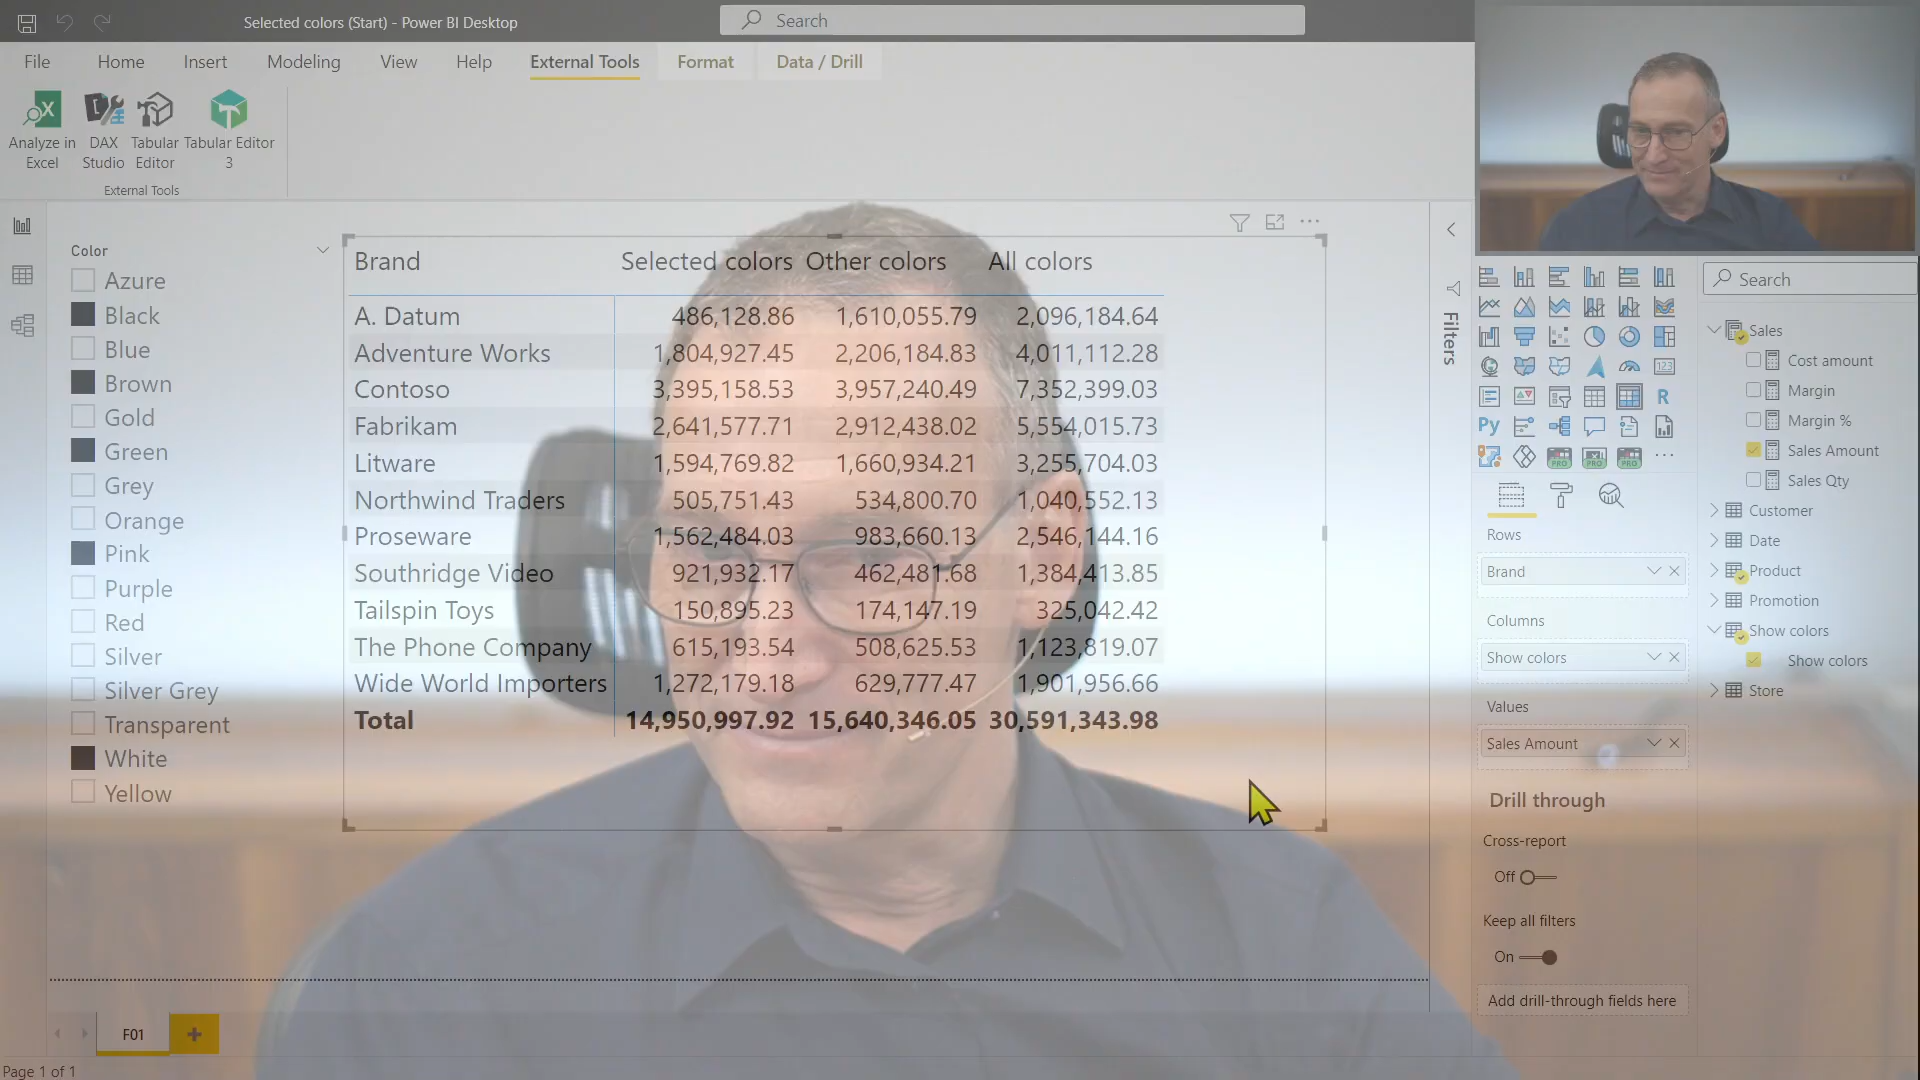 Selected colors (Start) - Power BI Desktop
Search
File Home Insert Modeling View Help External Tools Format Data / Drill
Analyze in Excel
DAX Studio
Tabular Editor
Tabular Editor 3
External Tools
Color
Azure
Black
Blue
Brown
Gold
Green
Grey
Orange
Pink
Purple
Red
Silver
Silver Grey
Transparent
White
Yellow
Brand Selected colors Other colors All colors
A. Datum 486,128.86 1,610,055.79 2,096,184.64
Adventure Works 1,804,927.45 2,206,184.83 4,011,112.28
Contoso 3,395,158.53 3,957,240.49 7,352,399.03
Fabrikam 2,641,577.71 2,912,438.02 5,554,015.73
Litware 1,594,769.82 1,660,934.21 3,255,704.03
Northwind Traders 505,751.43 534,800.70 1,040,552.13
Proseware 1,562,484.03 983,660.13 2,546,144.16
Southridge Video 921,932.17 462,481.68 1,384,413.85
Tailspin Toys 150,895.23 174,147.19 325,042.42
The Phone Company 615,193.54 508,625.53 1,123,819.07
Wide World Importers 1,272,179.18 629,777.47 1,901,956.66
Total 14,950,997.92 15,640,346.05 30,591,343.98
Filters
123
R
Py
PRO PRO PRO
Rows
Brand
Columns
Show colors
Values
Sales Amount
Drill through
Cross-report
Off
Keep all filters
On
Add drill-through fields here
Search
Sales
Cost amount
Margin
Margin %
Sales Amount
Sales Qty
Customer
Date
Product
Promotion
Show colors
Show colors
Store
F01
Page 1 of 1